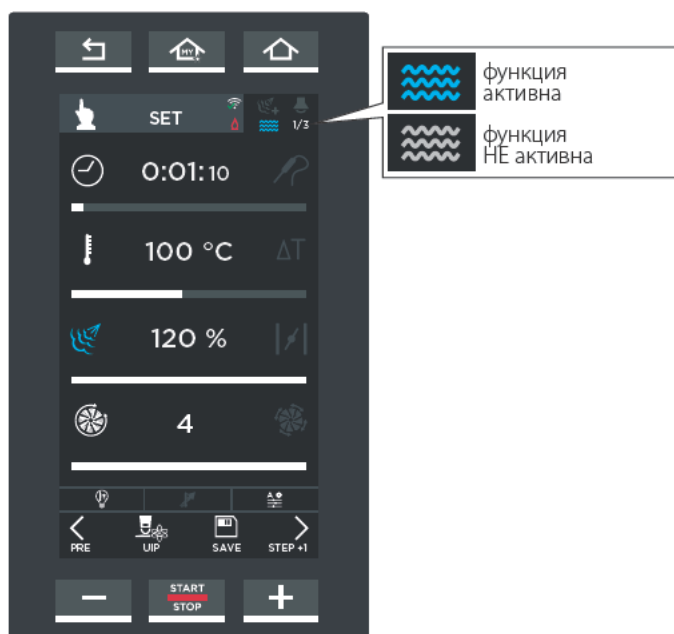 MY
SET
1/3
функция
активна
функция
НЕ активна
0:01:10
100 °C
ΔT
120 %
4
PRE
UIP
SAVE
STEP +1
START
STOP